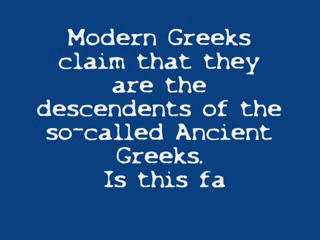 Modern Greeks
claim that they
are the
descendents of the
so-called Ancient
Greeks.
Is this fa